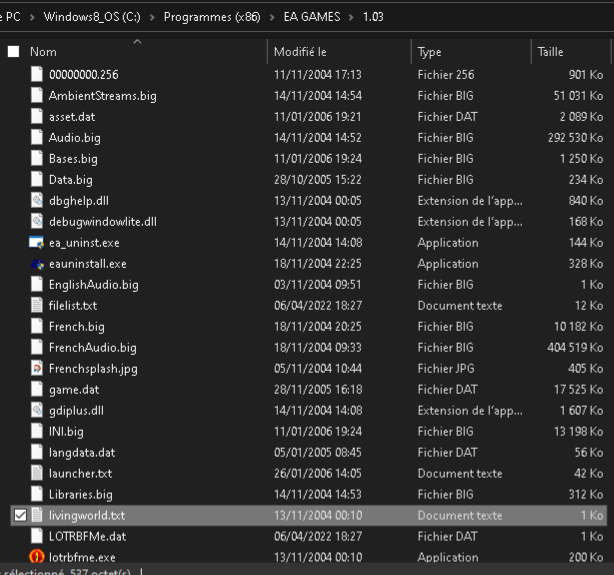 e PC > Windows8_OS (C:) > Programmes (x86) > EA GAMES > 1.03
Nom Modifié le Type Taille
00000000.256 11/11/2004 17:13 Fichier 256 901 Ko
AmbientStreams.big 14/11/2004 14:54 Fichier BIG 51 031 Ko
asset.dat 11/01/2006 19:21 Fichier DAT 2 089 Ko
Audio.big 14/11/2004 14:52 Fichier BIG 292 530 Ko
Bases.big 11/01/2006 19:24 Fichier BIG 1 250 Ko
Data.big 28/10/2005 15:22 Fichier BIG 234 Ko
dbghelp.dll 13/11/2004 00:05 Extension de l'app... 840 Ko
debugwindowlite.dll 13/11/2004 00:05 Extension de l'app... 168 Ko
ea_uninst.exe 14/11/2004 14:08 Application 144 Ko
eauninstall.exe 18/11/2004 22:25 Application 328 Ko
EnglishAudio.big 03/11/2004 09:51 Fichier BIG 1 Ko
filelist.txt 06/04/2022 18:27 Document texte 12 Ko
French.big 18/11/2004 20:25 Fichier BIG 10 182 Ko
FrenchAudio.big 18/11/2004 09:33 Fichier BIG 404 519 Ko
Frenchsplash.jpg 05/11/2004 10:44 Fichier JPG 405 Ko
game.dat 28/11/2005 16:18 Fichier DAT 17 525 Ko
gdiplus.dll 14/11/2004 14:08 Extension de l'app... 1 607 Ko
INI.big 11/01/2006 19:24 Fichier BIG 13 198 Ko
langdata.dat 05/01/2005 08:45 Fichier DAT 56 Ko
launcher.txt 26/01/2006 14:05 Document texte 42 Ko
Libraries.big 14/11/2004 14:53 Fichier BIG 312 Ko
livingworld.txt 13/11/2004 00:10 Document texte 1 Ko
LOTRBFMe.dat 06/04/2022 18:27 Fichier DAT 1 Ko
lotrbfme.exe 13/11/2004 00:10 Application 200 Ko
sélectionné 537 octet(s)